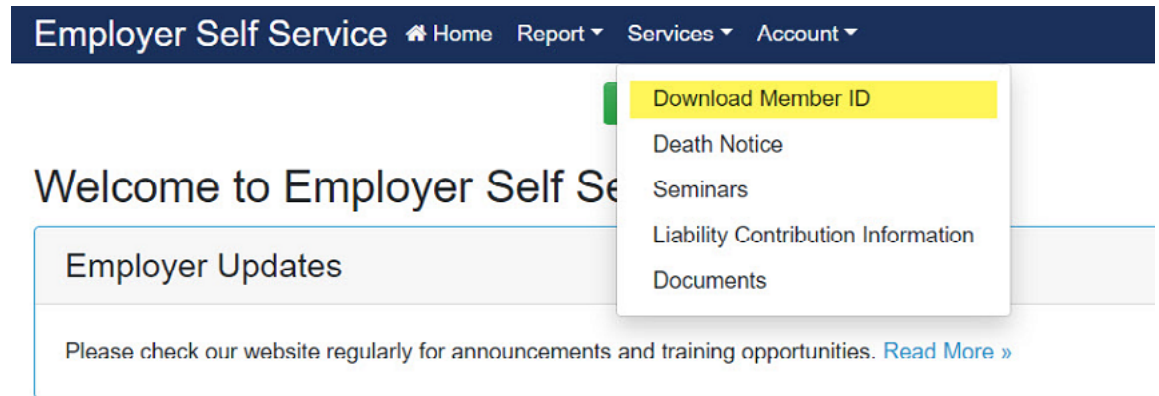 Employer Self Service Home Report Services Account
Download Member ID
Death Notice
Seminars
Liability Contribution Information
Documents
Welcome to Employer Self Se
Employer Updates
Please check our website regularly for announcements and training opportunities. Read More »